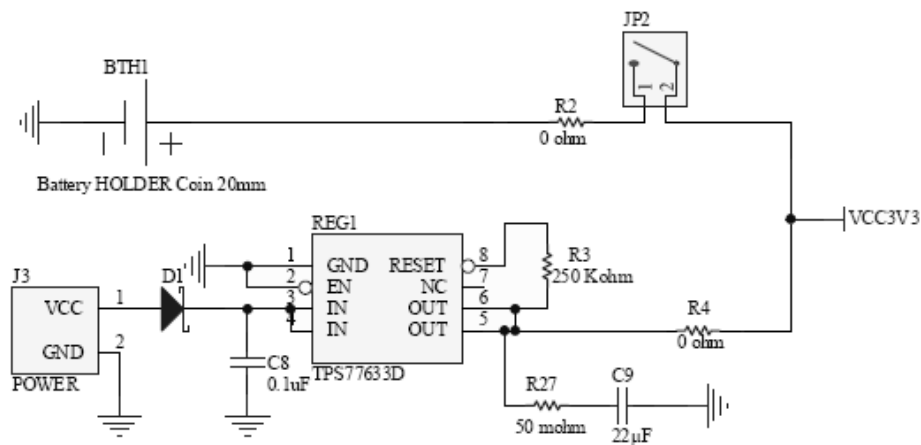 JP2
1 2
BTH1
R2
0 ohm
Battery HOLDER Coin 20mm
VCC3V3
REG1
1 GND RESET 8
2 EN NC 7
3 IN OUT 6
4 IN OUT 5
TPS77633D
R3
250 Kohm
J3
VCC 1
GND 2
POWER
D1
C8
0.1uF
R4
0 ohm
R27
50 mohm
C9
22µF